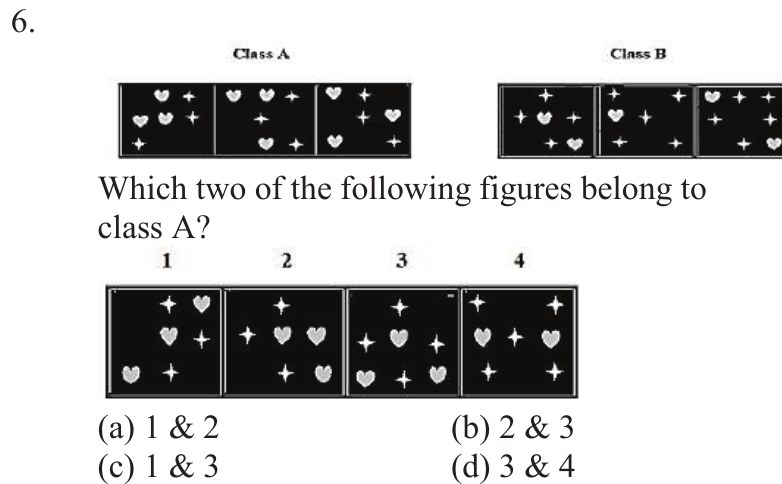 6.
Class A Class B
Which two of the following figures belong to
class A?
1 2 3 4
(a) 1 & 2 (b) 2 & 3
(c) 1 & 3 (d) 3 & 4